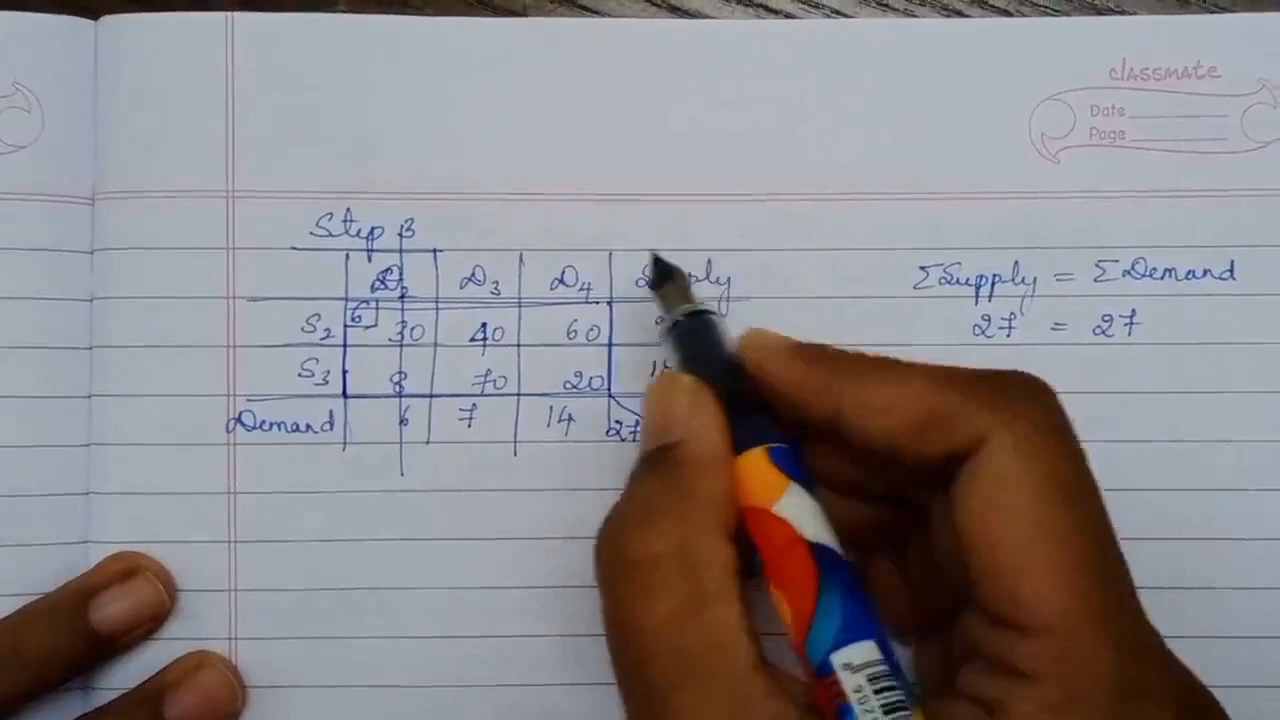 classmate
Date
Page
Step 3
D2 D3 D4 Supply
ΣSupply = ΣDemand
S2 6 30 40 60
27 = 27
S3 8 70 20
Demand 6 7 14 27